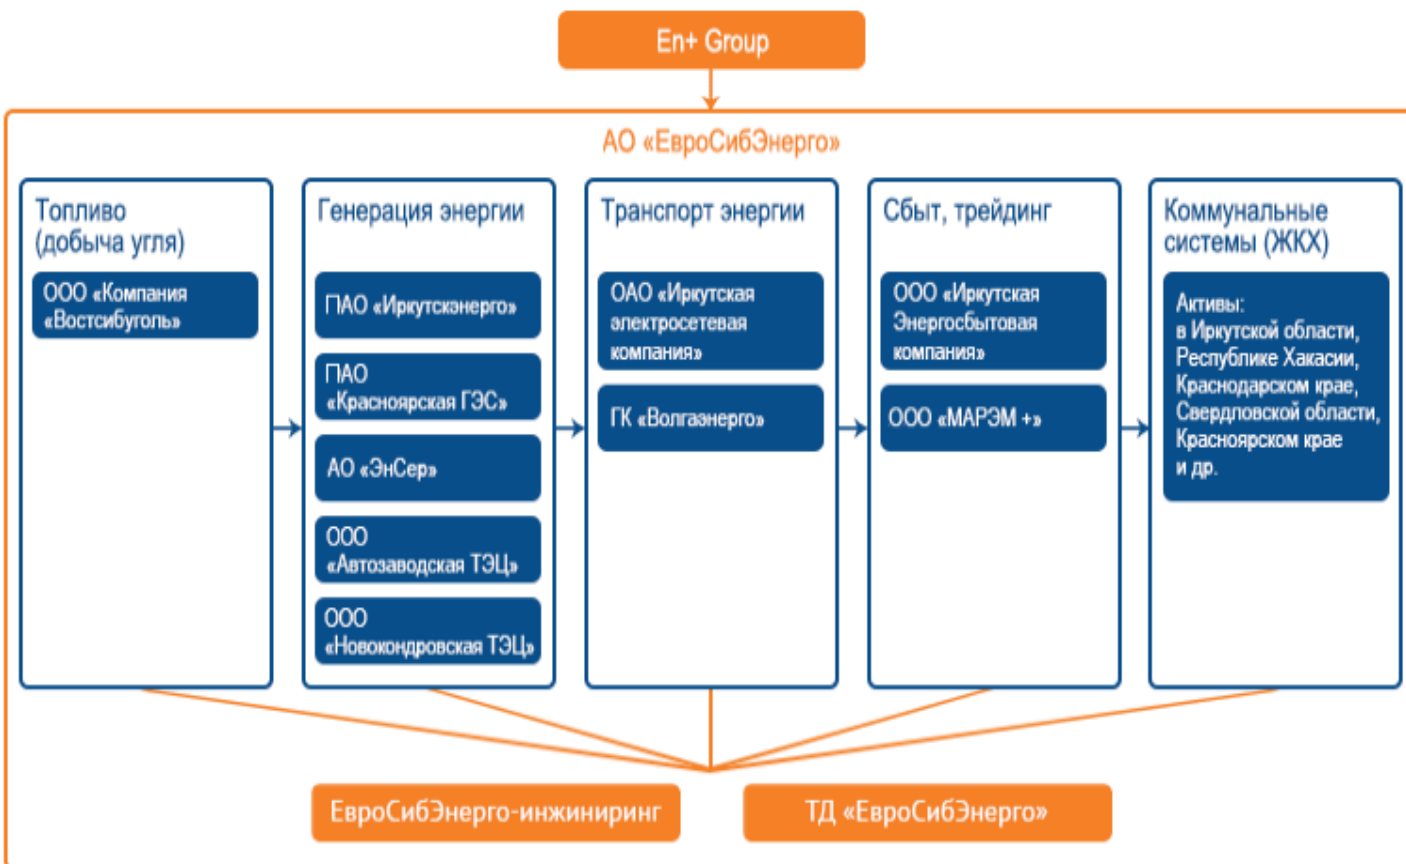 En+ Group
АО «ЕвроСибЭнерго»
Топливо
(добыча угля)
ООО «Компания
«Востсибуголь»
Генерация энергии
ПАО «Иркутскэнерго»
ПАО
«Красноярская ГЭС»
АО «ЭнСер»
ООО
«Автозаводская ТЭЦ»
ООО
«Новокондровская ТЭЦ»
Транспорт энергии
ОАО «Иркутская
электросетевая
компания»
ГК «Волгаэнерго»
Сбыт, трейдинг
ООО «Иркутская
Энергосбытовая
компания»
ООО «МАРЭМ +»
Коммунальные
системы (ЖКХ)
Активы:
в Иркутской области,
Республике Хакасии,
Краснодарском крае,
Свердловской области,
Красноярском крае
и др.
ЕвроСибЭнерго-инжиниринг
ТД «ЕвроСибЭнерго»